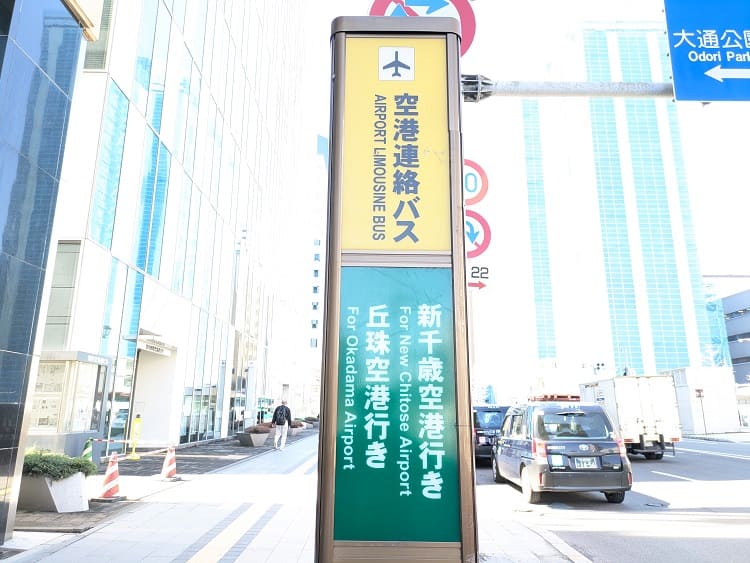 空港連絡バス
AIRPORT LIMOUSINE BUS
新千歳空港行き
For New Chitose Airport
丘珠空港行き
For Okadama Airport
大通公園
Odori Park
22